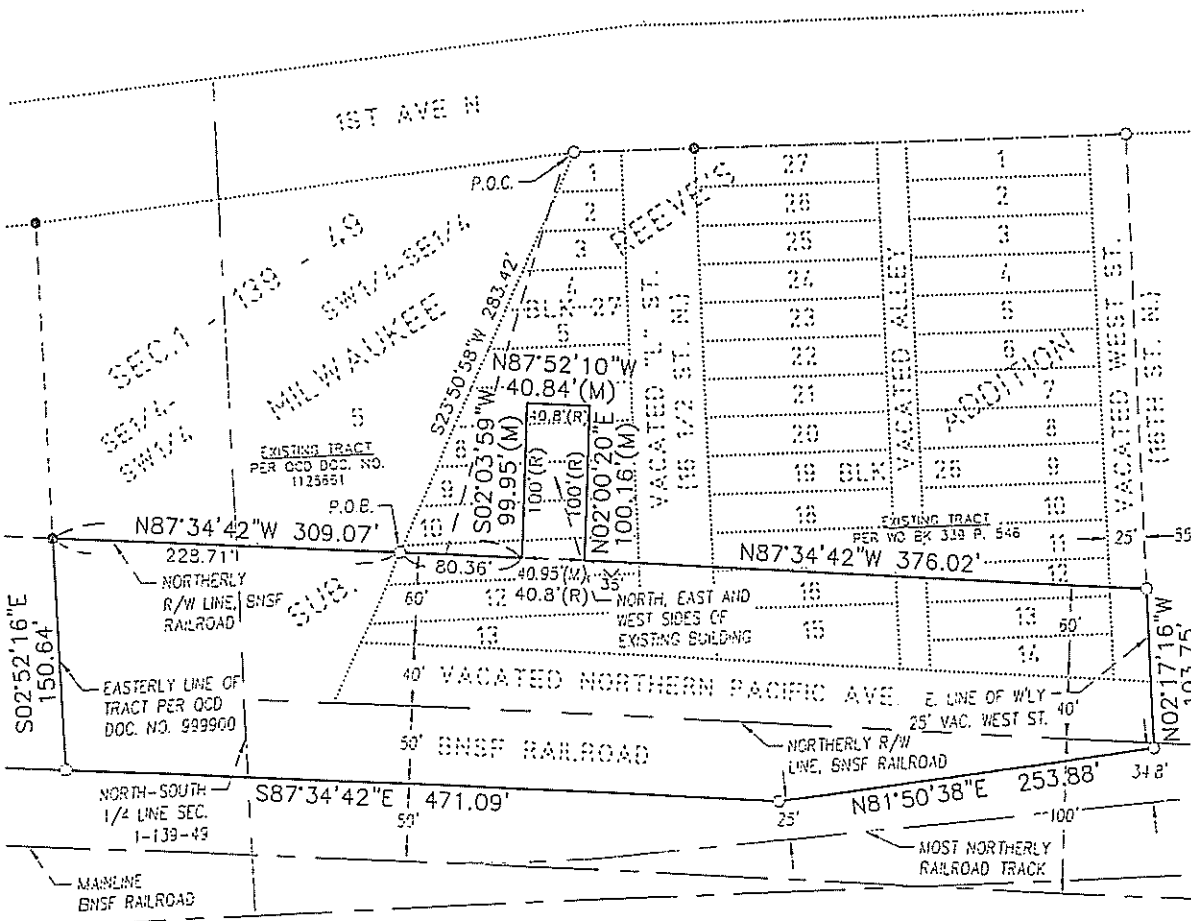 1ST AVE N
P.O.C.
SEC.1 - 139 - 49
SW1/4-SE1/4
SE1/4-
SW1/4
MILWAUKEE
5
EXISTING TRACT
PER OCD DOC. NO.
1125651
P.O.B.
SUB.
S23°50'58"W 283.42'
REEVE'S
ADDITION
1
2
3
4
BLK 27
5
8
9
10
12
13
N87°52'10"W
40.84'(M)
40.8'(R)
S02°03'59"W
99.95'(M)
100'(R)
100'(R)
N02°00'20"E
100.16'(M)
VACATED "L" ST.
(16 1/2 ST. N)
27
26
25
24
23
22
21
20
19 BLK 26
18
16
15
VACATED ALLEY
1
2
3
4
5
6
7
8
9
10
11
12
13
14
VACATED WEST ST.
EXISTING TRACT
PER WD BK 339 P. 546
25'
N87°34'42"W 309.07'
228.71'
80.36'
40.95'(M)
40.8'(R)
35
N87°34'42"W 376.02'
NORTHERLY
R/W LINE, BNSF
RAILROAD
60'
NORTH, EAST AND
WEST SIDES OF
EXISTING BUILDING
60'
S02°52'16"E
150.64'
EASTERLY LINE OF
TRACT PER OCD
DOC. NO. 999900
40'
VACATED NORTHERN PACIFIC AVE.
E. LINE OF W'LY
25' VAC. WEST ST.
40'
N02°17'16"W
193.75'
50'
BNSF RAILROAD
NORTHERLY R/W
LINE, BNSF RAILROAD
NORTH-SOUTH
1/4 LINE SEC.
1-139-49
S87°34'42"E 471.09'
50'
25'
N81°50'38"E 253.88'
34.8'
100'
MOST NORTHERLY
RAILROAD TRACK
MAINLINE
BNSF RAILROAD